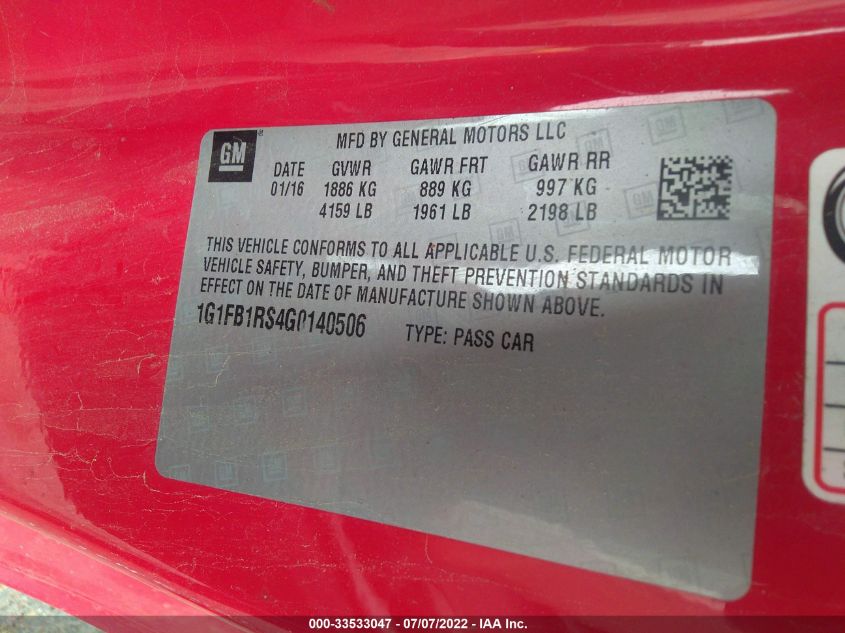 GM®
MFD BY GENERAL MOTORS LLC
DATE GVWR GAWR FRT GAWR RR
01/16 1886 KG 889 KG 997 KG
4159 LB 1961 LB 2198 LB
THIS VEHICLE CONFORMS TO ALL APPLICABLE U.S. FEDERAL MOTOR
VEHICLE SAFETY, BUMPER, AND THEFT PREVENTION STANDARDS IN
EFFECT ON THE DATE OF MANUFACTURE SHOWN ABOVE.
1G1FB1RS4G0140506 TYPE: PASS CAR
000-33533047 / 07/07/2022 - IAA Inc.